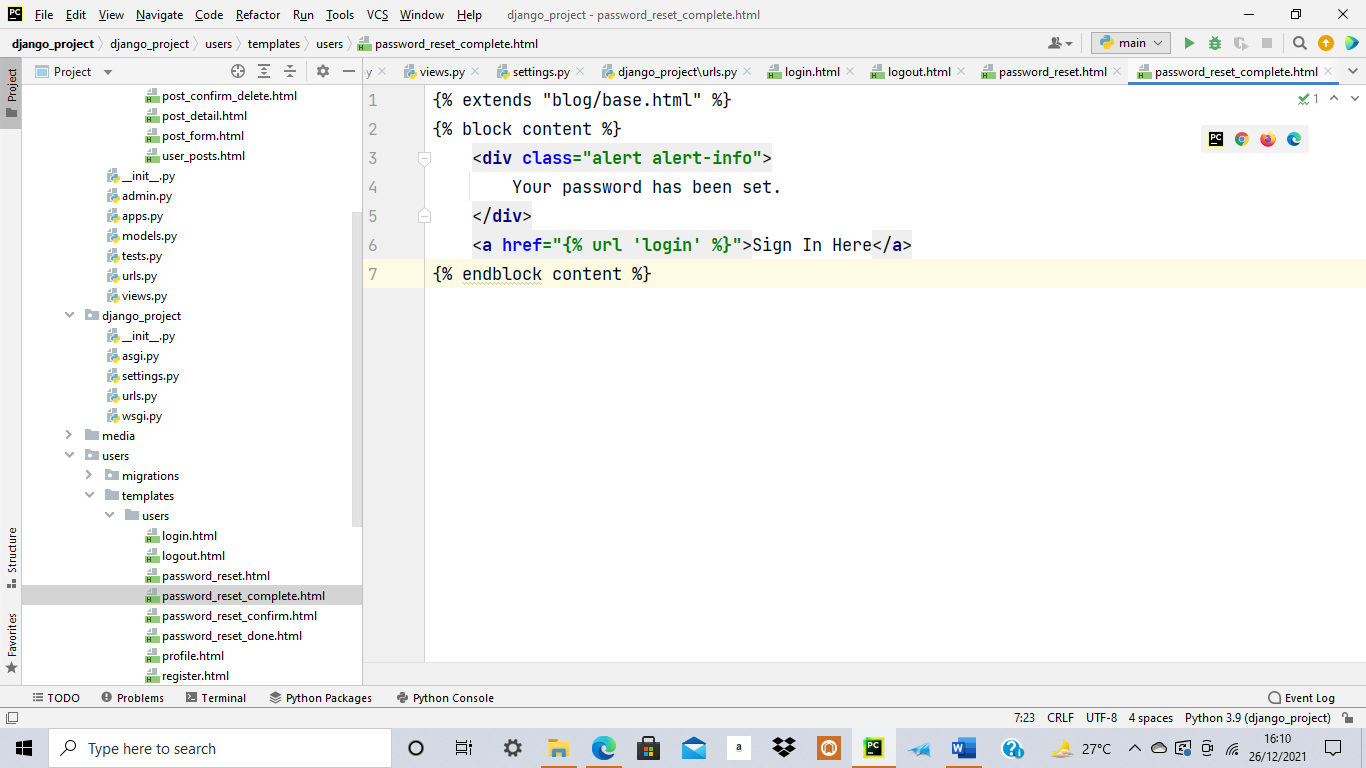 PC File Edit View Navigate Code Refactor Run Tools VCS Window Help django_project - password_reset_complete.html
django_project django_project users templates users password_reset_complete.html main
Project y views.py settings.py django_project\urls.py login.html logout.html password_reset.html password_reset_complete.html
Project
Structure
Favorites
post_confirm_delete.html
post_detail.html
post_form.html
user_posts.html
__init__.py
admin.py
apps.py
models.py
tests.py
urls.py
views.py
django_project
__init__.py
asgi.py
settings.py
urls.py
wsgi.py
media
users
migrations
templates
users
login.html
logout.html
password_reset.html
password_reset_complete.html
password_reset_confirm.html
password_reset_done.html
profile.html
register.html
1 {% extends "blog/base.html" %}
2 {% block content %}
3 <div class="alert alert-info">
4 Your password has been set.
5 </div>
6 <a href="{% url 'login' %}">Sign In Here</a>
7 {% endblock content %}
1
PC
TODO Problems Terminal Python Packages Python Console Event Log
7:23 CRLF UTF-8 4 spaces Python 3.9 (django_project)
Type here to search a PC W 27°C 16:10
26/12/2021